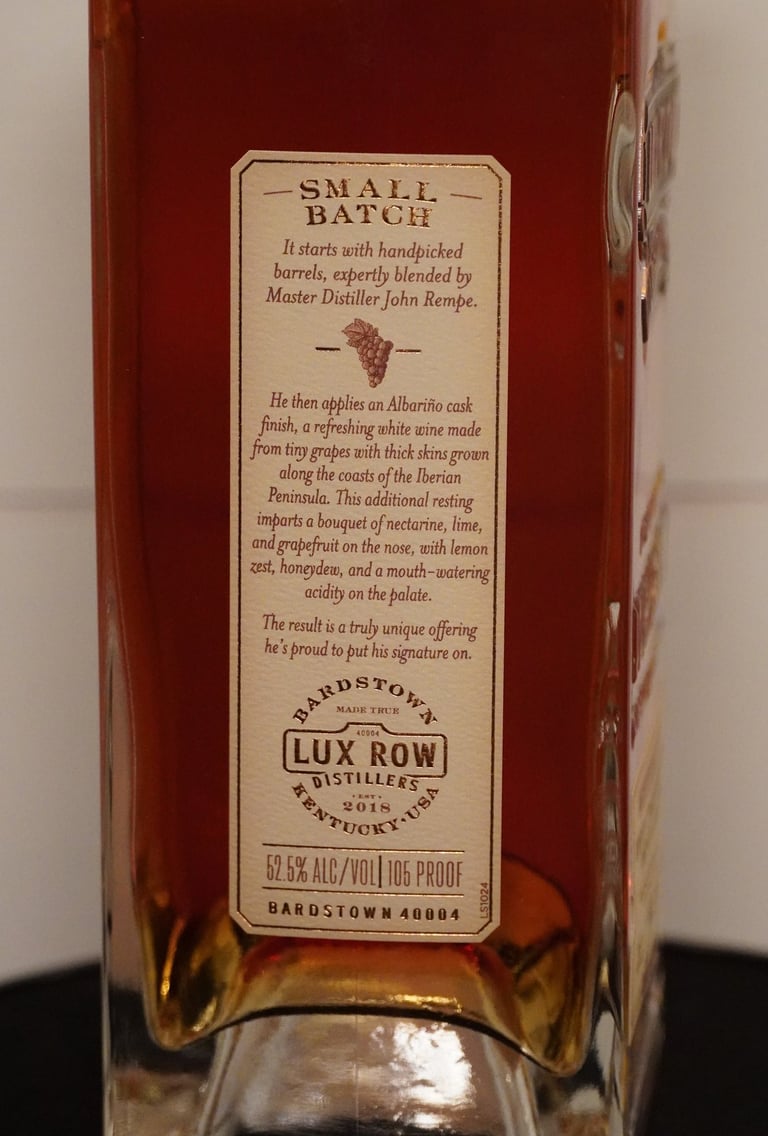 SMALL
BATCH
It starts with handpicked
barrels, expertly blended by
Master Distiller John Rempe.
He then applies an Albariño cask
finish, a refreshing white wine made
from tiny grapes with thick skins grown
along the coasts of the Iberian
Peninsula. This additional resting
imparts a bouquet of nectarine, lime,
and grapefruit on the nose, with lemon
zest, honeydew, and a mouth-watering
acidity on the palate.
The result is a truly unique offering
he's proud to put his signature on.
BARDSTOWN
MADE TRUE
40004
LUX ROW
DISTILLERS
• EST •
2018
KENTUCKY • USA
52.5% ALC/VOL | 105 PROOF
BARDSTOWN 40004
LS1024